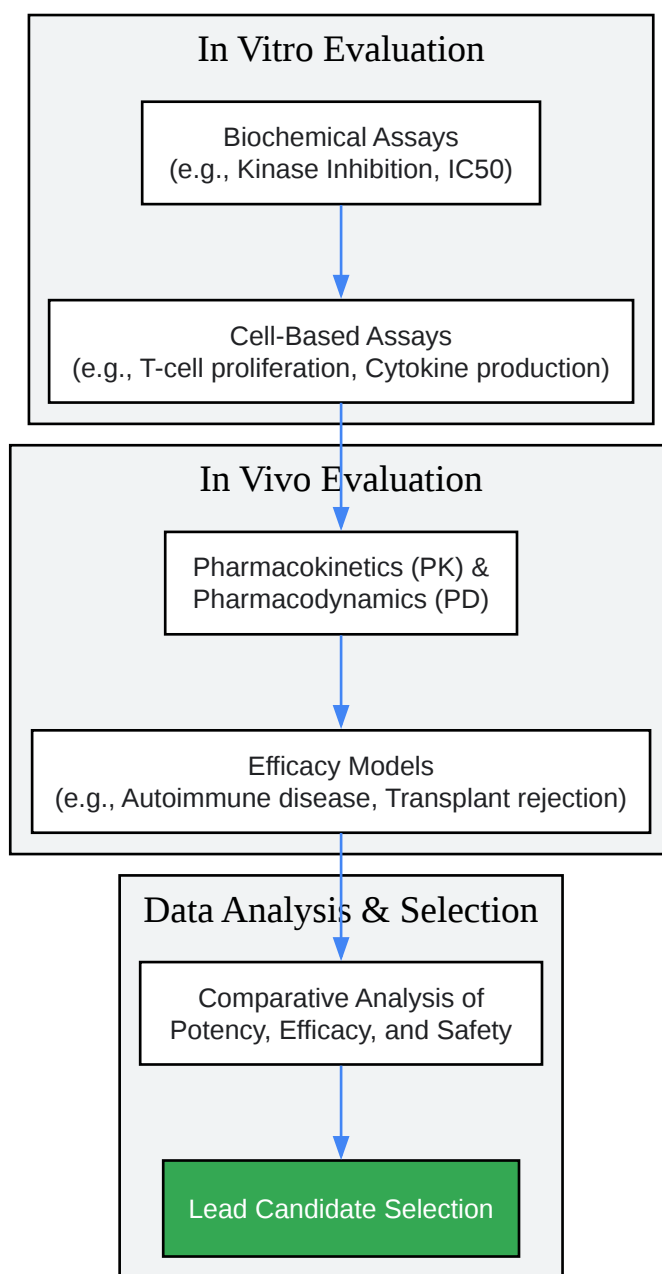 In Vitro Evaluation
Biochemical Assays
(e.g., Kinase Inhibition, IC50)
Cell-Based Assays
(e.g., T-cell proliferation, Cytokine production)
In Vivo Evaluation
Pharmacokinetics (PK) &
Pharmacodynamics (PD)
Efficacy Models
(e.g., Autoimmune disease, Transplant rejection)
Data Analysis & Selection
Comparative Analysis of
Potency, Efficacy, and Safety
Lead Candidate Selection